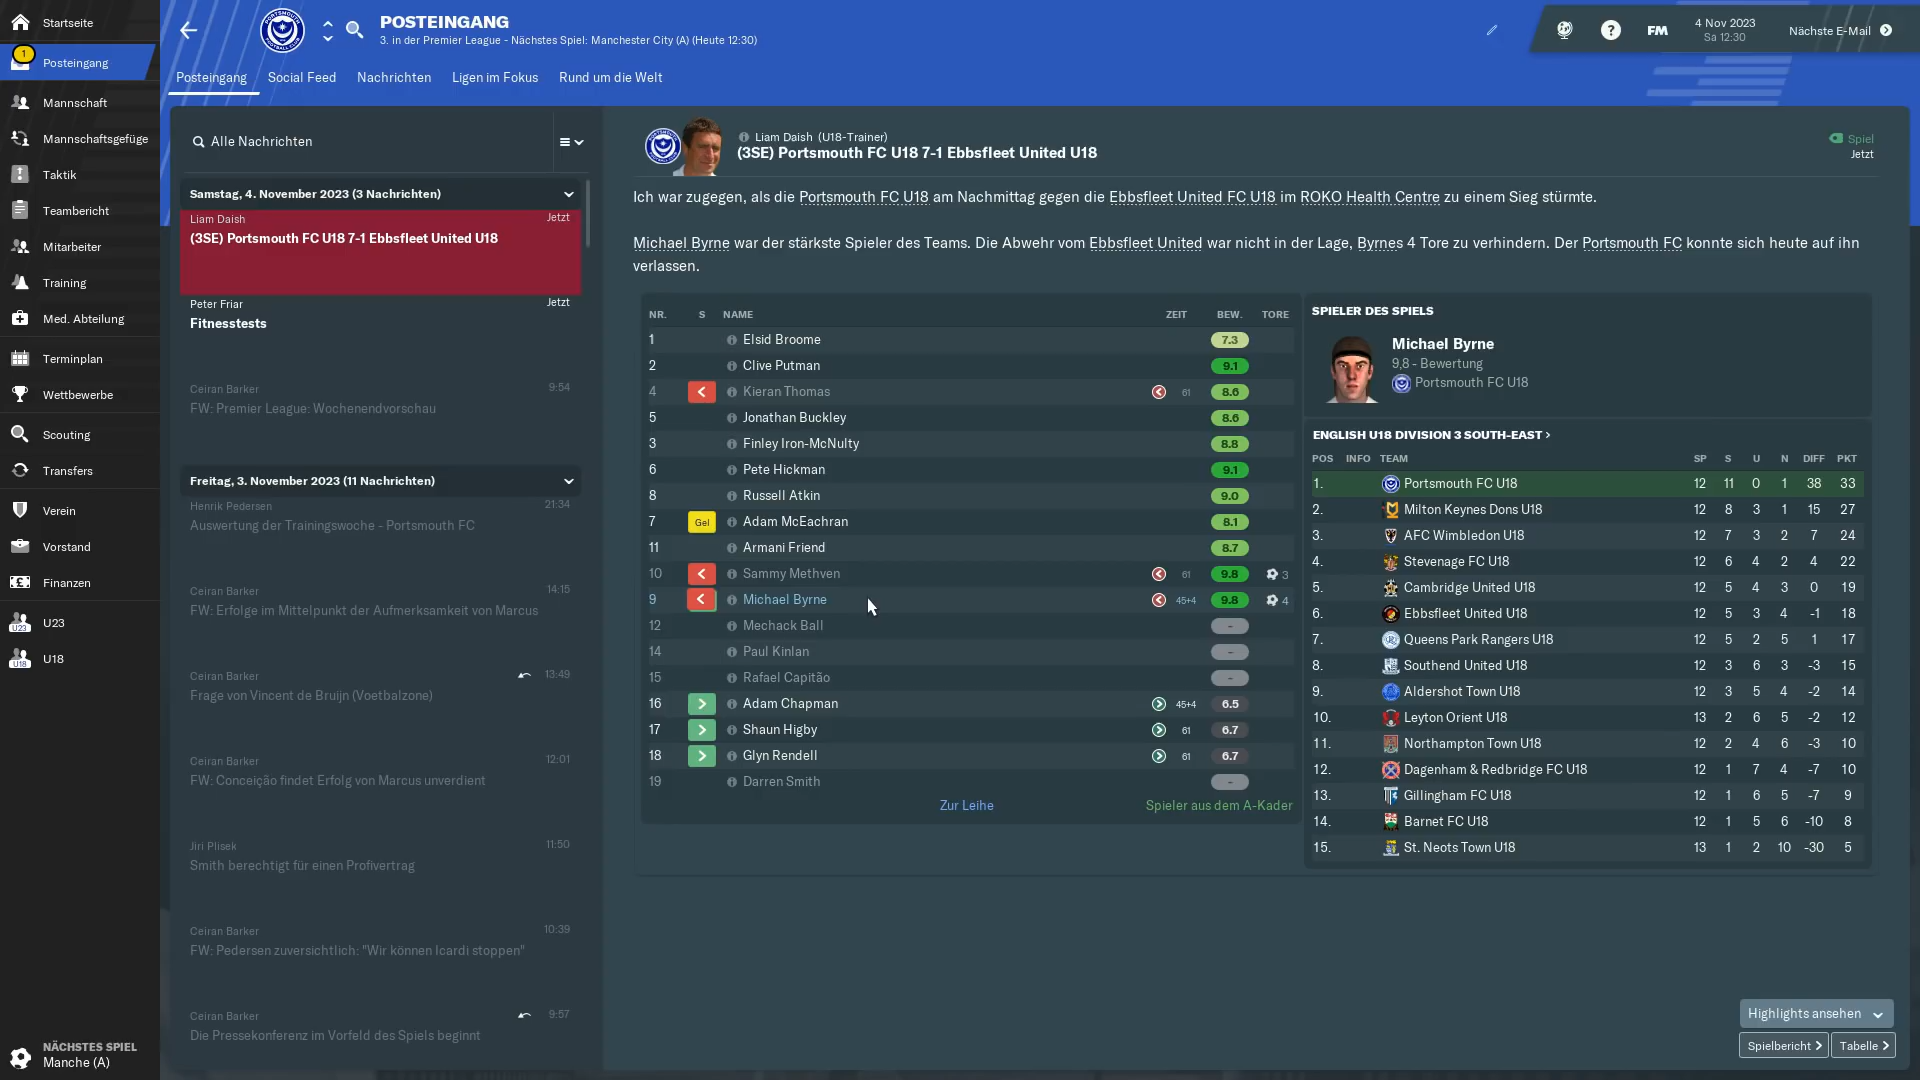 Startseite
1
Posteingang
Mannschaft
Mannschaftsgefüge
Taktik
Teambericht
Mitarbeiter
Training
Med. Abteilung
Terminplan
Wettbewerbe
Scouting
Transfers
Verein
Vorstand
Finanzen
U23
U23
U18
U18
NÄCHSTES SPIEL
Manche (A)
POSTEINGANG
3. in der Premier League - Nächstes Spiel: Manchester City (A) (Heute 12:30)
FM
4 Nov 2023
Sa 12:30
Nächste E-Mail
Posteingang Social Feed Nachrichten Ligen im Fokus Rund um die Welt
Alle Nachrichten
Samstag, 4. November 2023 (3 Nachrichten)
Liam Daish Jetzt
(3SE) Portsmouth FC U18 7-1 Ebbsfleet United U18
Peter Friar Jetzt
Fitnesstests
Ceiran Barker 9:54
FW: Premier League: Wochenendvorschau
Freitag, 3. November 2023 (11 Nachrichten)
Henrik Pedersen 21:34
Auswertung der Trainingswoche - Portsmouth FC
Ceiran Barker 14:15
FW: Erfolge im Mittelpunkt der Aufmerksamkeit von Marcus
Ceiran Barker 13:49
Frage von Vincent de Bruijn (Voetbalzone)
Ceiran Barker 12:01
FW: Conceição findet Erfolg von Marcus unverdient
Jiri Plisek 11:50
Smith berechtigt für einen Profivertrag
Ceiran Barker 10:39
FW: Pedersen zuversichtlich: "Wir können Icardi stoppen"
Ceiran Barker 9:57
Die Pressekonferenz im Vorfeld des Spiels beginnt
Liam Daish (U18-Trainer)
(3SE) Portsmouth FC U18 7-1 Ebbsfleet United U18
Spiel
Jetzt
Ich war zugegen, als die Portsmouth FC U18 am Nachmittag gegen die Ebbsfleet United FC U18 im ROKO Health Centre zu einem Sieg stürmte.
Michael Byrne war der stärkste Spieler des Teams. Die Abwehr vom Ebbsfleet United war nicht in der Lage, Byrnes 4 Tore zu verhindern. Der Portsmouth FC konnte sich heute auf ihn
verlassen.
NR. S NAME ZEIT BEW. TORE
1 Elsid Broome 7.3
2 Clive Putman 9.1
4 Kieran Thomas 61 8.6
5 Jonathan Buckley 8.6
3 Finley Iron-McNulty 8.8
6 Pete Hickman 9.1
8 Russell Atkin 9.0
7 Gel Adam McEachran 8.1
11 Armani Friend 8.7
10 Sammy Methven 61 9.8 3
9 Michael Byrne 45+4 9.8 4
12 Mechack Ball -
14 Paul Kinlan -
15 Rafael Capitão -
16 Adam Chapman 45+4 6.5
17 Shaun Higby 61 6.7
18 Glyn Rendell 61 6.7
19 Darren Smith -
Zur Leihe Spieler aus dem A-Kader
SPIELER DES SPIELS
Michael Byrne
9,8 - Bewertung
Portsmouth FC U18
ENGLISH U18 DIVISION 3 SOUTH-EAST >
POS INFO TEAM SP S U N DIFF PKT
1. Portsmouth FC U18 12 11 0 1 38 33
2. Milton Keynes Dons U18 12 8 3 1 15 27
3. AFC Wimbledon U18 12 7 3 2 7 24
4. Stevenage FC U18 12 6 4 2 4 22
5. Cambridge United U18 12 5 4 3 0 19
6. Ebbsfleet United U18 12 5 3 4 -1 18
7. Queens Park Rangers U18 12 5 2 5 1 17
8. Southend United U18 12 3 6 3 -3 15
9. Aldershot Town U18 12 3 5 4 -2 14
10. Leyton Orient U18 13 2 6 5 -2 12
11. Northampton Town U18 12 2 4 6 -3 10
12. Dagenham & Redbridge FC U18 12 1 7 4 -7 10
13. Gillingham FC U18 12 1 6 5 -7 9
14. Barnet FC U18 12 1 5 6 -10 8
15. St. Neots Town U18 13 1 2 10 -30 5
Highlights ansehen
Spielbericht > Tabelle >